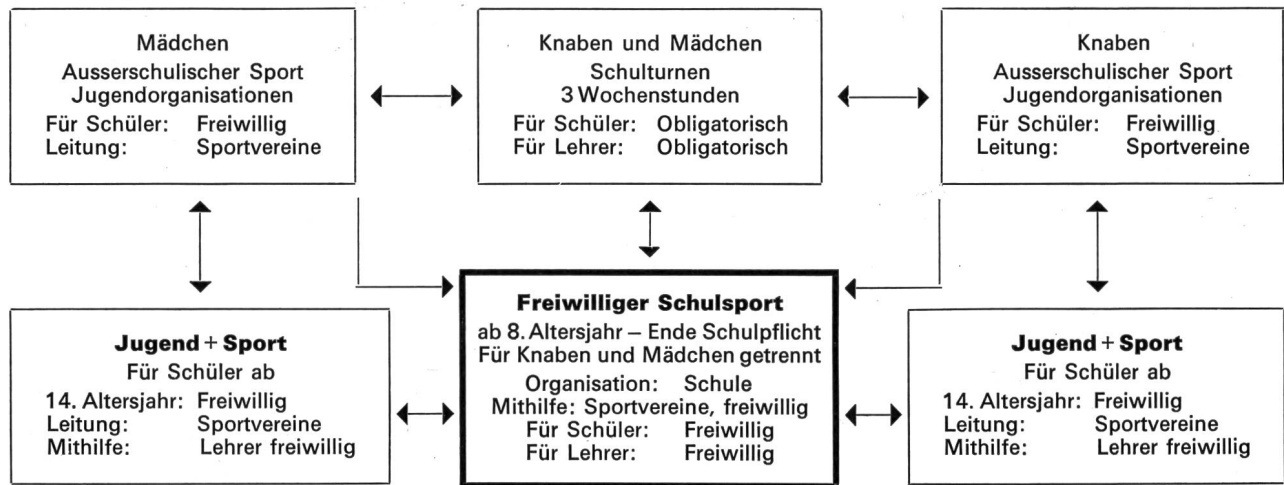 Mädchen
Ausserschulischer Sport
Jugendorganisationen
Für Schüler: Freiwillig
Leitung: Sportvereine
Knaben und Mädchen
Schulturnen
3 Wochenstunden
Für Schüler: Obligatorisch
Für Lehrer: Obligatorisch
Knaben
Ausserschulischer Sport
Jugendorganisationen
Für Schüler: Freiwillig
Leitung: Sportvereine
Jugend + Sport
Für Schüler ab
14. Altersjahr: Freiwillig
Leitung: Sportvereine
Mithilfe: Lehrer freiwillig
Freiwilliger Schulsport
ab 8. Altersjahr – Ende Schulpflicht
Für Knaben und Mädchen getrennt
Organisation: Schule
Mithilfe: Sportvereine, freiwillig
Für Schüler: Freiwillig
Für Lehrer: Freiwillig
Jugend + Sport
Für Schüler ab
14. Altersjahr: Freiwillig
Leitung: Sportvereine
Mithilfe: Lehrer freiwillig